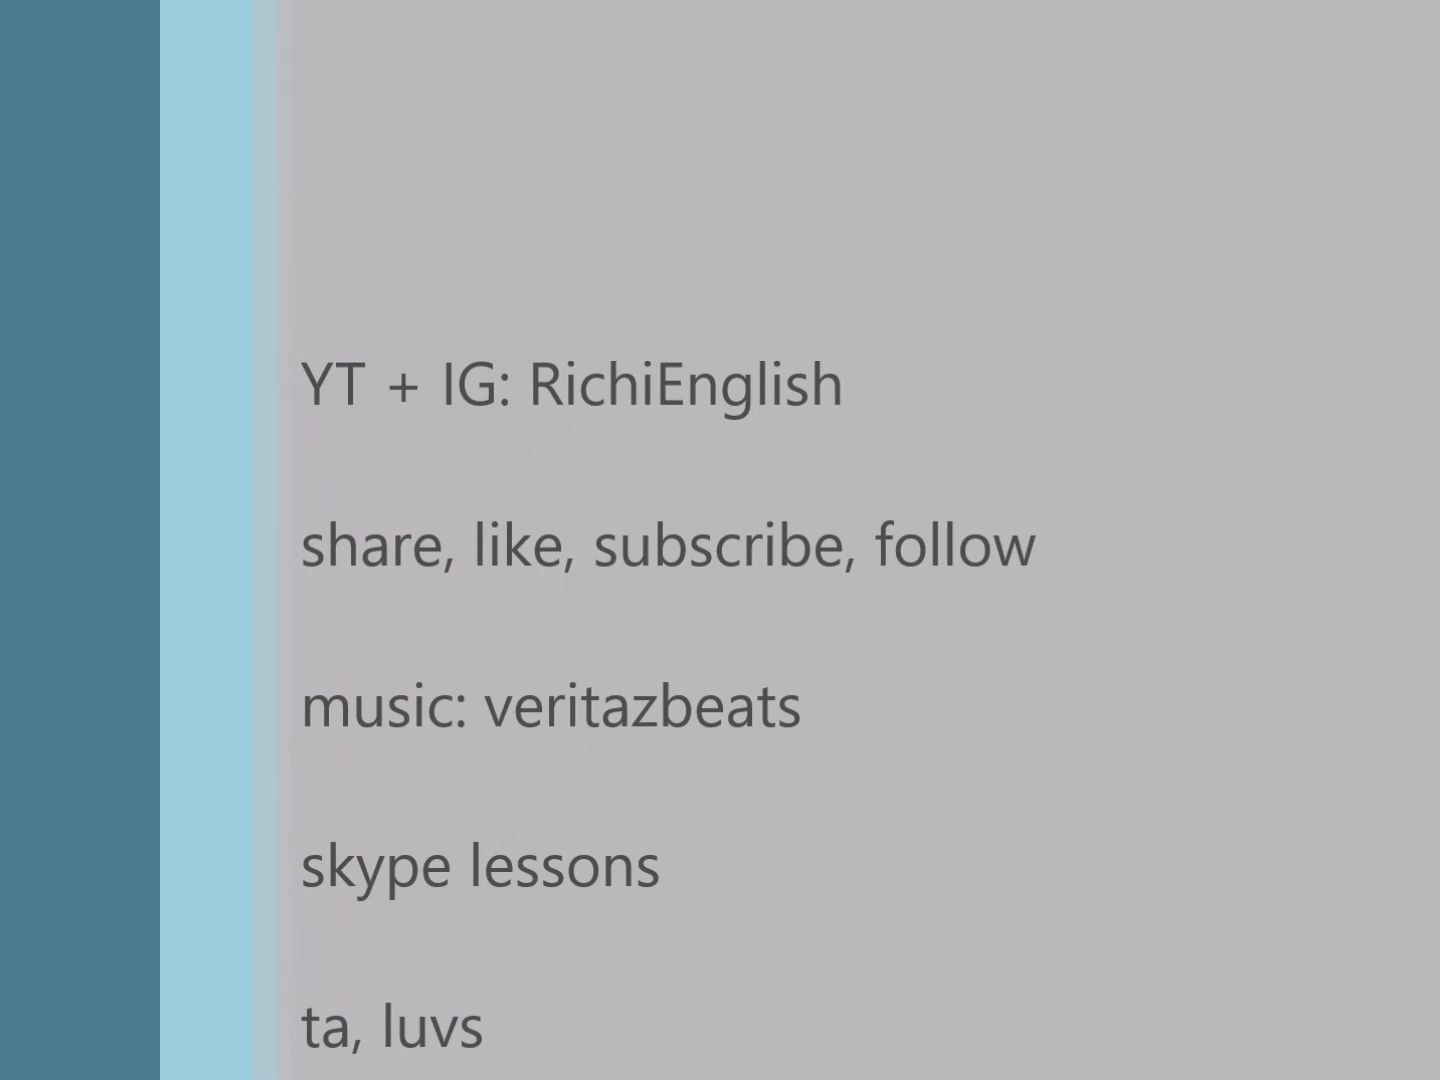 YT + IG: RichiEnglish
share, like, subscribe, follow
music: veritazbeats
skype lessons
ta, luvs